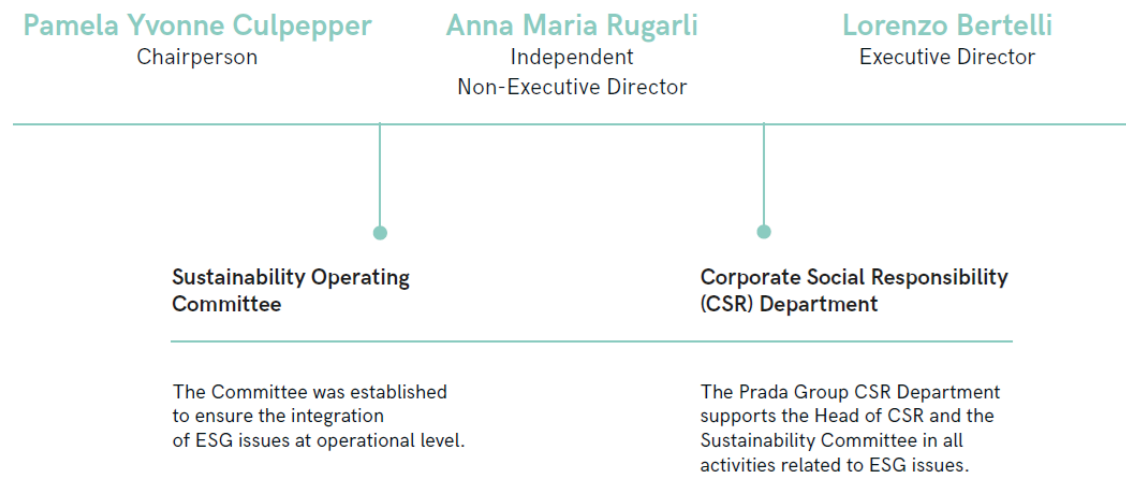 Pamela Yvonne Culpepper
Chairperson
Anna Maria Rugarli
Independent
Non-Executive Director
Lorenzo Bertelli
Executive Director
Sustainability Operating
Committee
The Committee was established
to ensure the integration
of ESG issues at operational level.
Corporate Social Responsibility
(CSR) Department
The Prada Group CSR Department
supports the Head of CSR and the
Sustainability Committee in all
activities related to ESG issues.